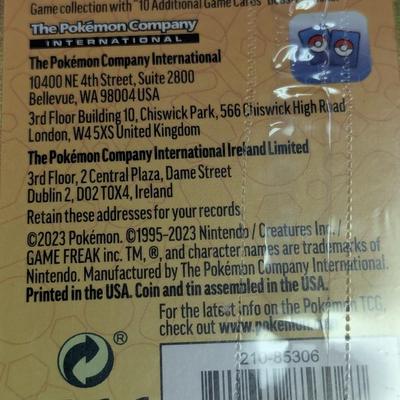 Game collection with "10 Additional Game Cards"
The Pokémon Company
INTERNATIONAL
The Pokémon Company International
10400 NE 4th Street, Suite 2800
Bellevue, WA 98004 USA
3rd Floor Building 10, Chiswick Park, 566 Chiswick High Road
London, W4 5XS United Kingdom
The Pokémon Company International Ireland Limited
3rd Floor, 2 Central Plaza, Dame Street
Dublin 2, D02 T0X4, Ireland
Retain these addresses for your records.
©2023 Pokémon. ©1995–2023 Nintendo / Creatures Inc. /
GAME FREAK inc. TM, ®, and character names are trademarks of
Nintendo. Manufactured by The Pokémon Company International.
Printed in the USA. Coin and tin assembled in the USA.
For the latest info on the Pokémon TCG,
check out www.pokemon
®
210-85306